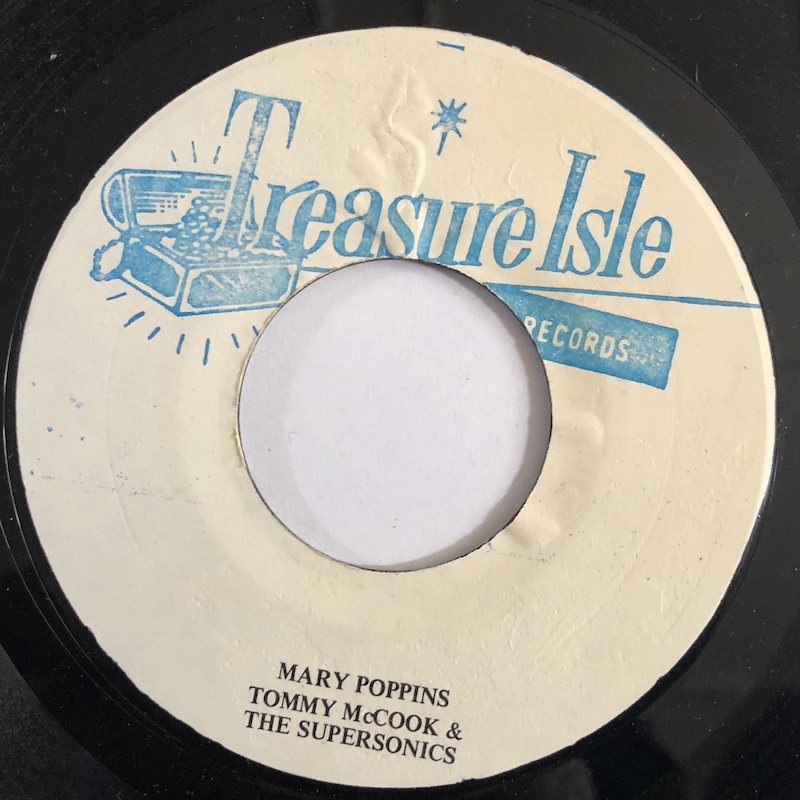 Treasure Isle
RECORDS
MARY POPPINS
TOMMY McCOOK &
THE SUPERSONICS